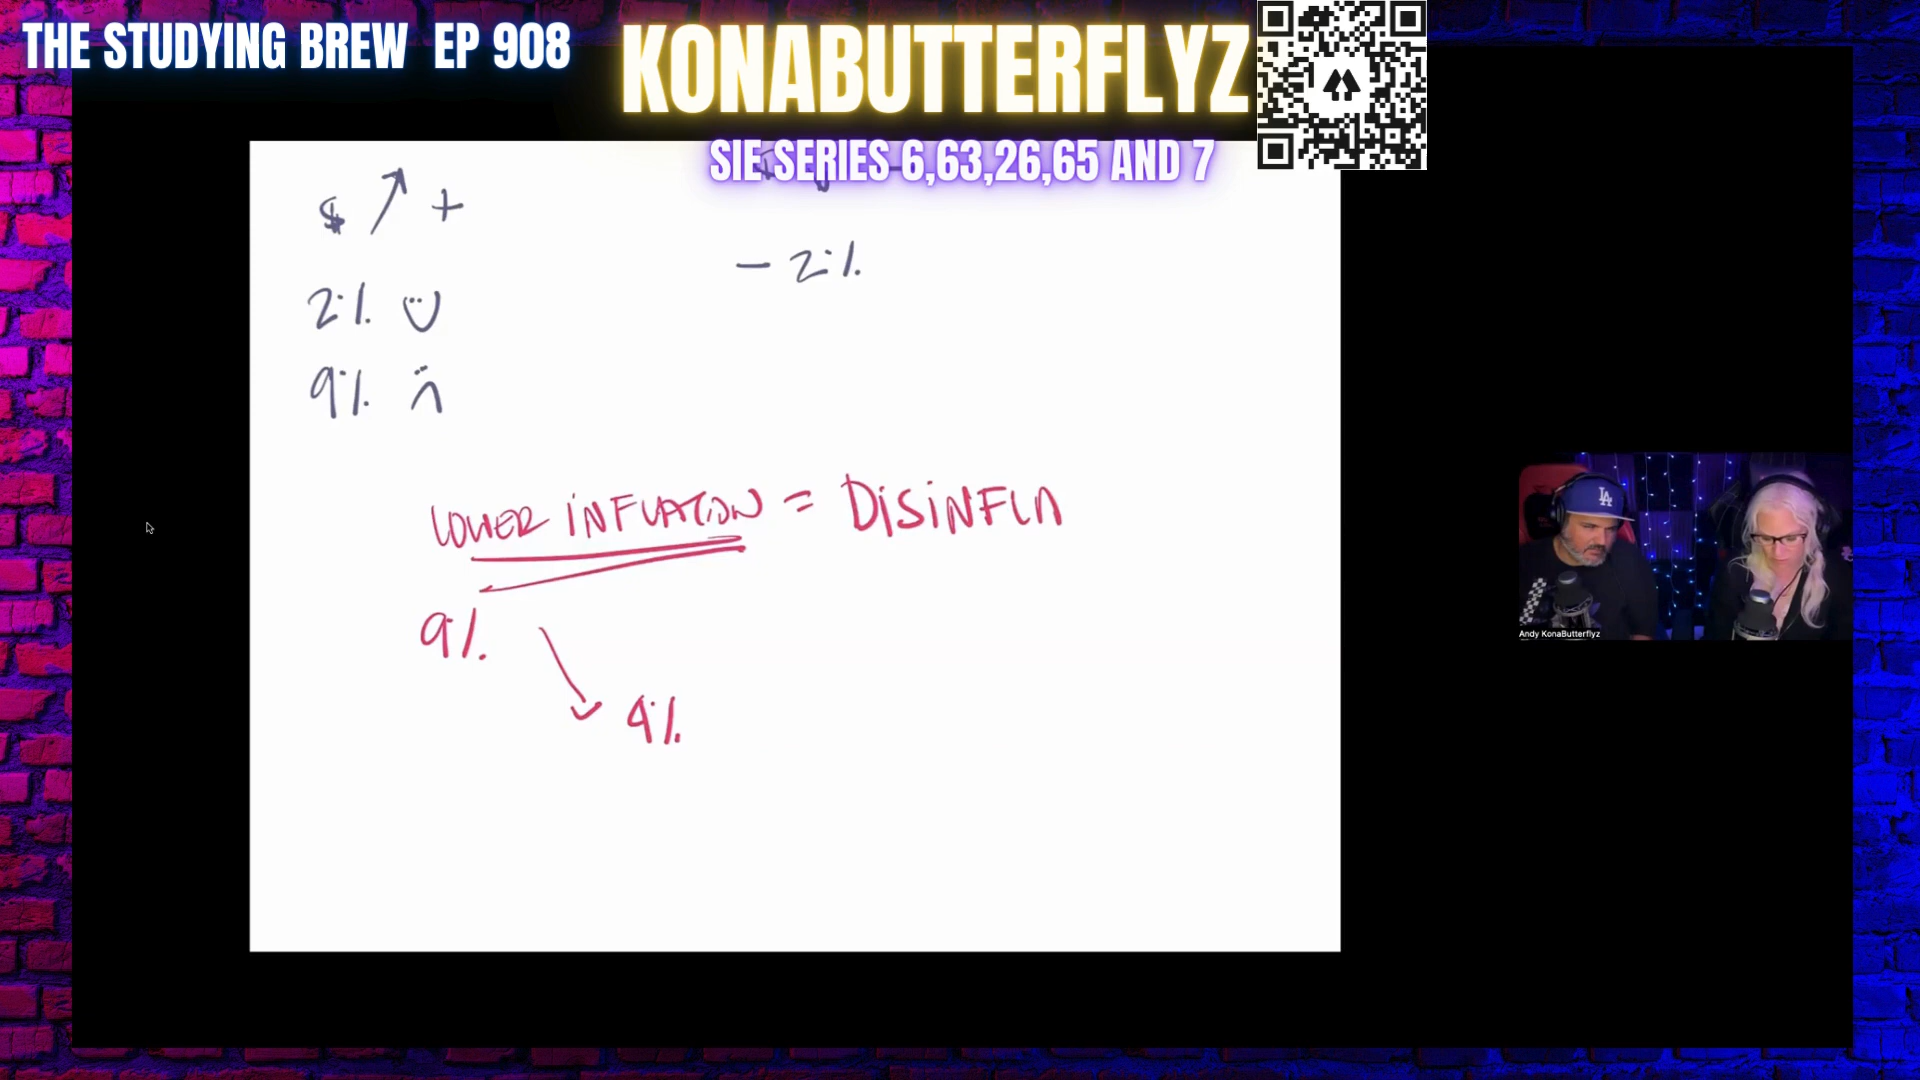 THE STUDYING BREW EP 908
KONABUTTERFLYZ
SIE SERIES 6,63,26,65 AND 7
$ +
- 2%
2%
9%
LOWER INFLATION = DISINFLA
9%
4%
LA
Andy KonaButterflyz